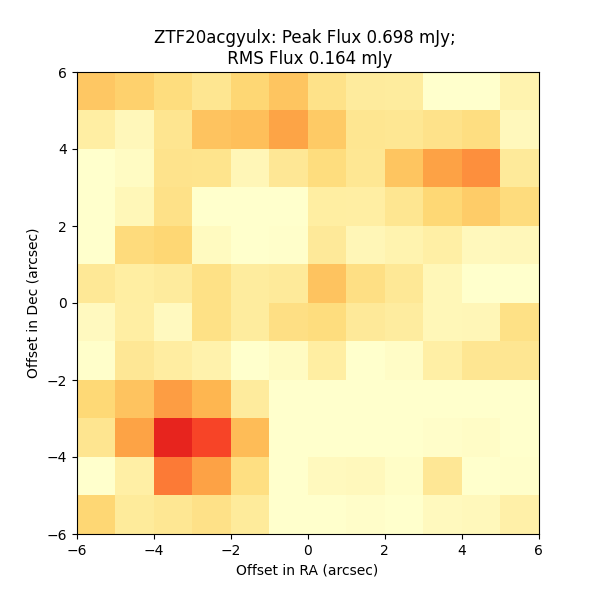 ZTF20acgyulx: Peak Flux 0.698 mJy;
RMS Flux 0.164 mJy
6
4
2
0
−2
−4
−6
Offset in Dec (arcsec)
−6 −4 −2 0 2 4 6
Offset in RA (arcsec)